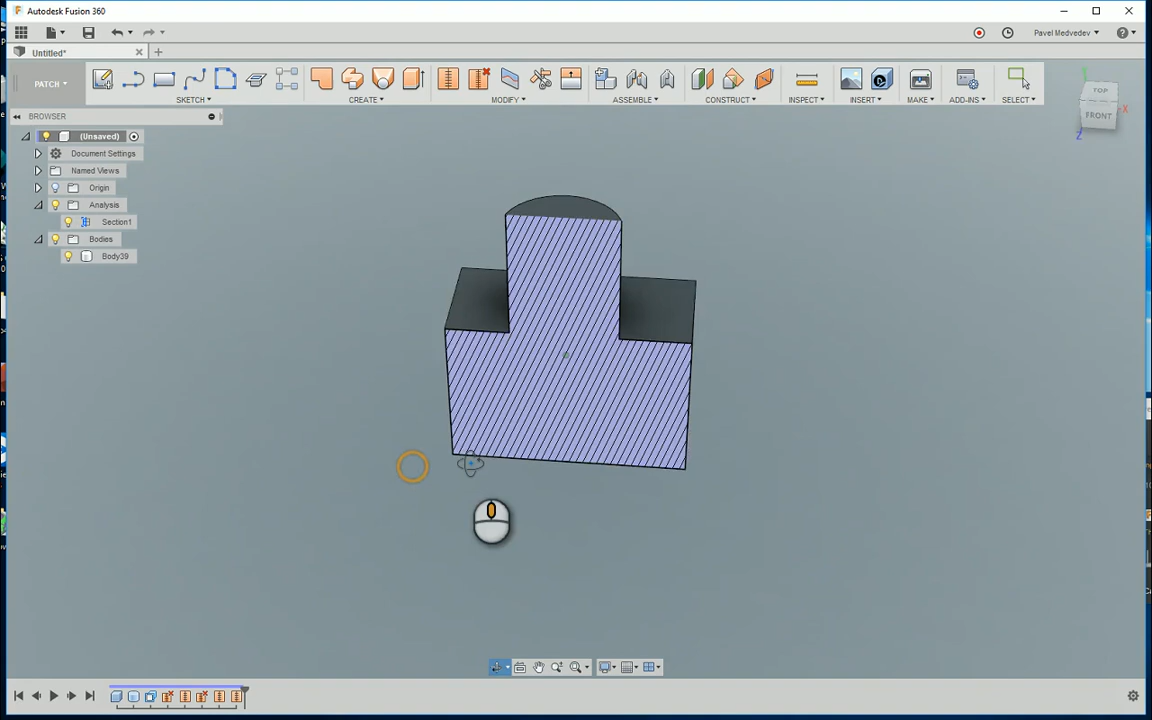 Autodesk Fusion 360
Pavel Medvedev
Untitled*
PATCH
SKETCH
CREATE
MODIFY
ASSEMBLE
CONSTRUCT
INSPECT
INSERT
MAKE
ADD-INS
SELECT
BROWSER
(Unsaved)
Document Settings
Named Views
Origin
Analysis
Section1
Bodies
Body39
TOP
FRONT
X
Y
Z